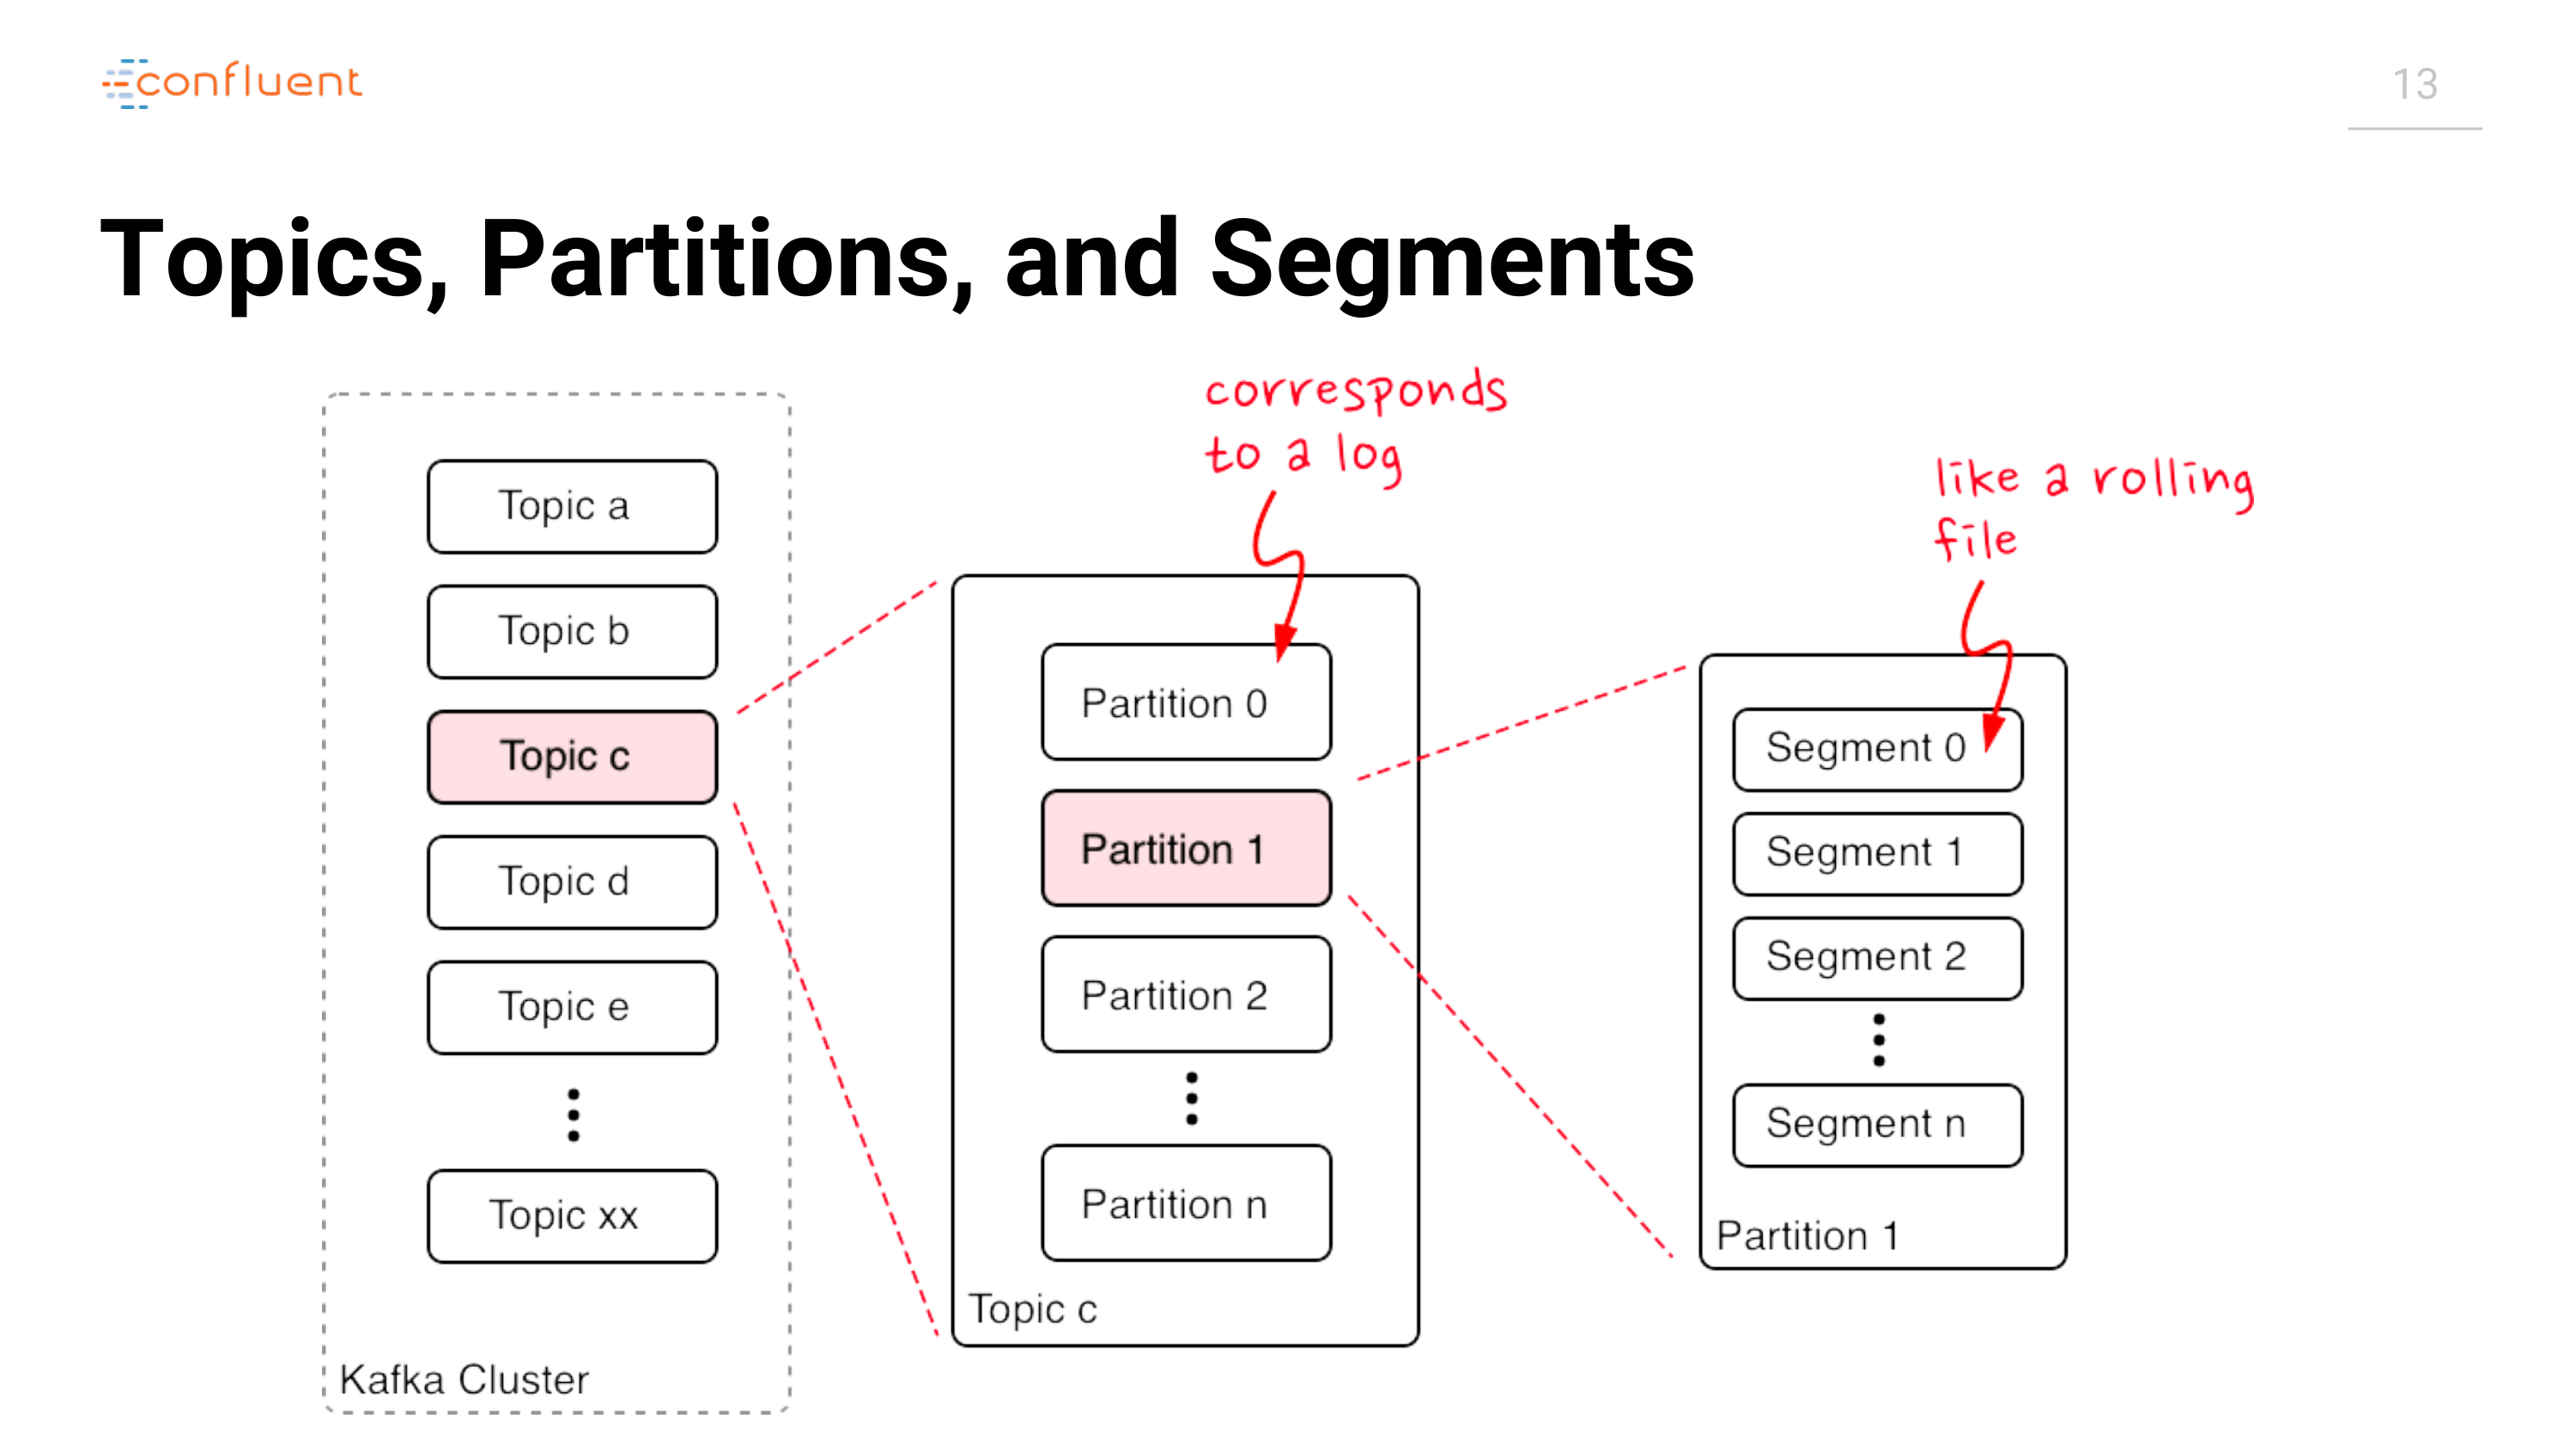 confluent
13
Topics, Partitions, and Segments
Topic a
Topic b
Topic c
Topic d
Topic e
Topic xx
Kafka Cluster
corresponds
to a log
Partition 0
Partition 1
Partition 2
Partition n
Topic c
like a rolling
file
Segment 0
Segment 1
Segment 2
Segment n
Partition 1